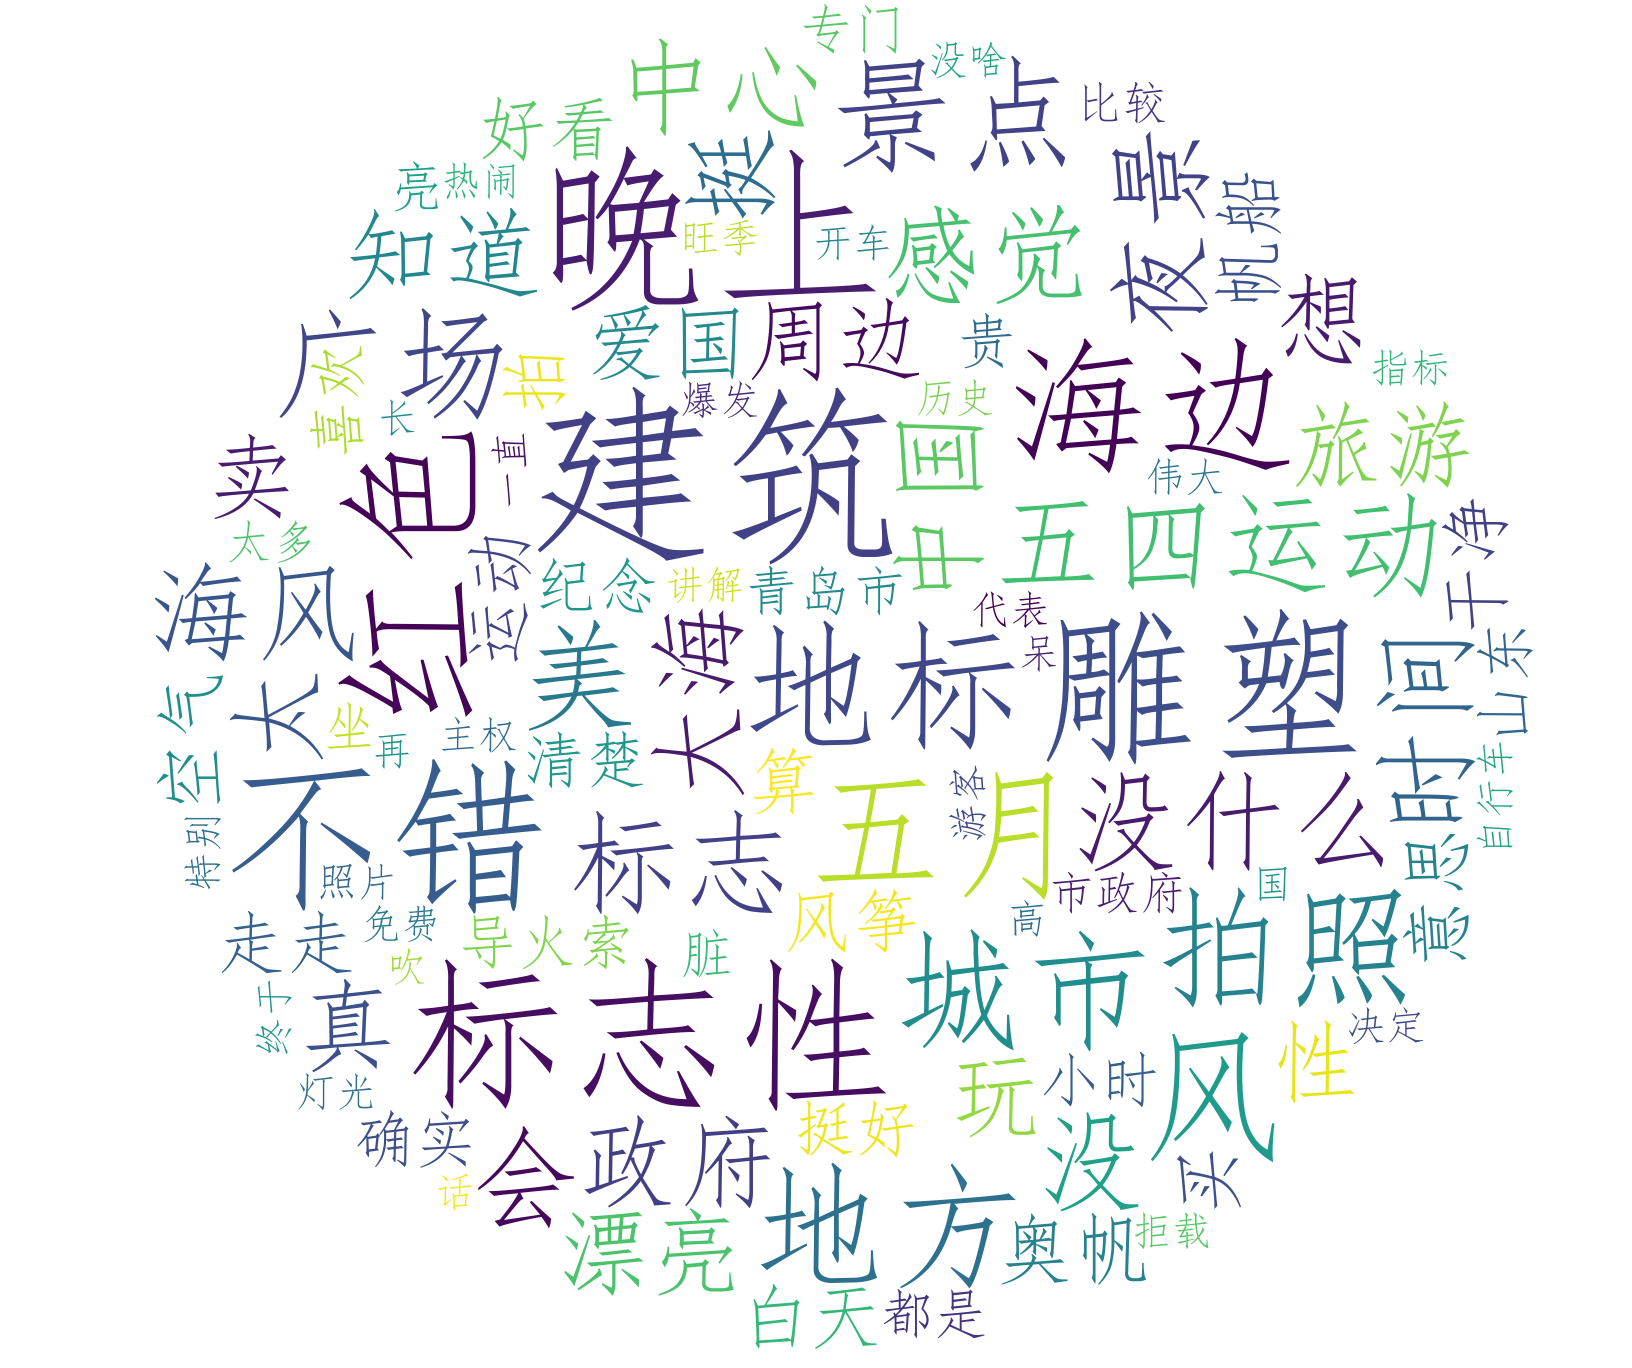 专门
没啥
中心
景点
比较
好看
挺
夜景
亮
热闹
晚上
帆船
知道
旺季
开车
感觉
想
广场
爱国
周边
贵
海边
指标
喜欢
拍
爆发
历史
长
旅游
卖
红色
一直
建筑
中国
伟大
太多
五四运动
干净
海风
运动
纪念
讲解
青岛市
代表
大海
呆
雕塑
山东
空气
太
美
地标
时间
坐
再
主权
清楚
算
游客
自行车
不错
五月
没什么
特别
照片
标志
意思
国
市政府
走走
免费
导火索
脏
风筝
高
拍照
吹
终于
真
标志性
城市
风
性
决定
灯光
玩
小时
确实
会
政府
挺好
没
买
话
漂亮
地方
奥帆
拒载
白天
都是